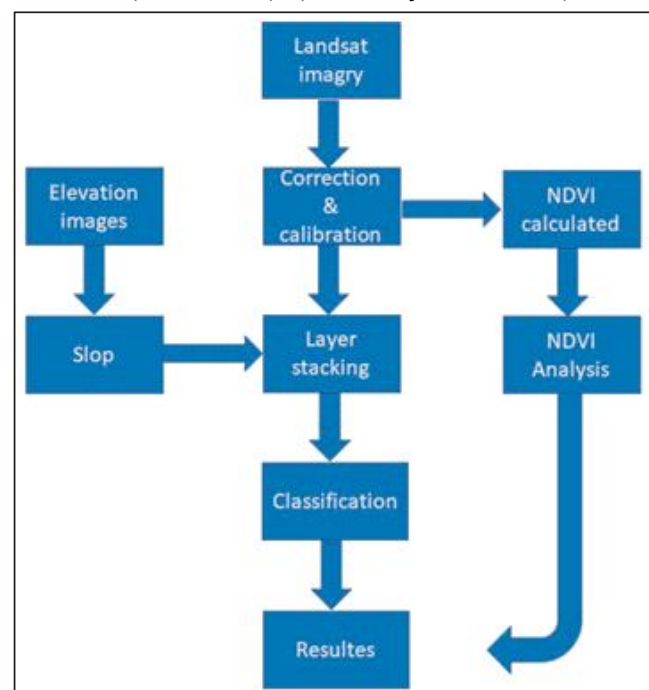 Landsat
imagry
Elevation
images
Correction
&
calibration
NDVI
calculated
Slop
Layer
stacking
NDVI
Analysis
Classification
Resultes